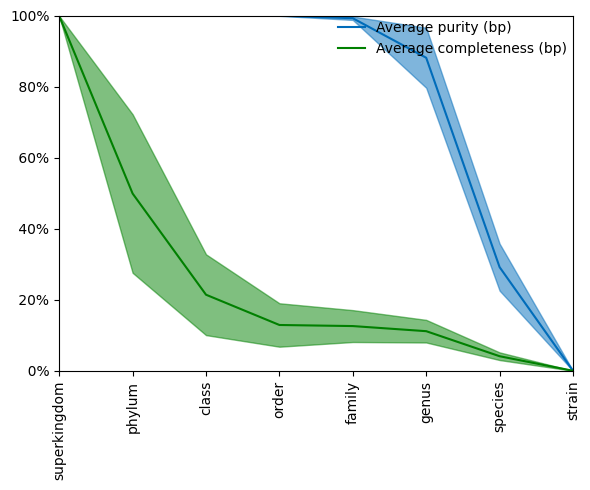 100%
80%
60%
40%
20%
0%
Average purity (bp)
Average completeness (bp)
superkingdom
phylum
class
order
family
genus
species
strain